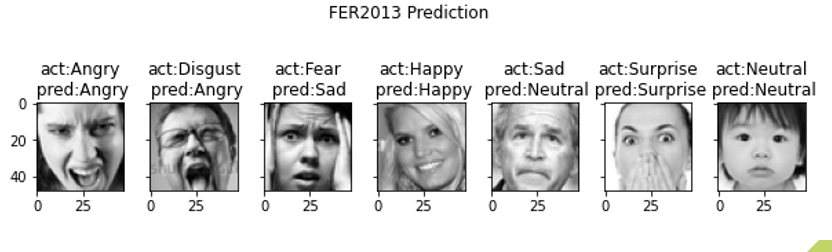 FER2013 Prediction
act:Angry act:Disgust act:Fear act:Happy act:Sad act:Surprise act:Neutral
pred:Angry pred:Angry pred:Sad pred:Happy pred:Neutral pred:Surprise pred:Neutral
0
20
40
0 25 0 25 0 25 0 25 0 25 0 25 0 25